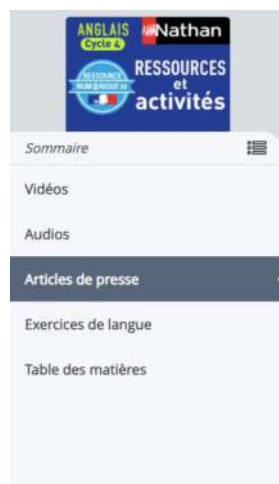 ANGLAIS
Cycle 4
Nathan
RESSOURCES
et
activités
RESSOURCE
Sommaire
Vidéos
Audios
Articles de presse
Exercices de langue
Table des matières